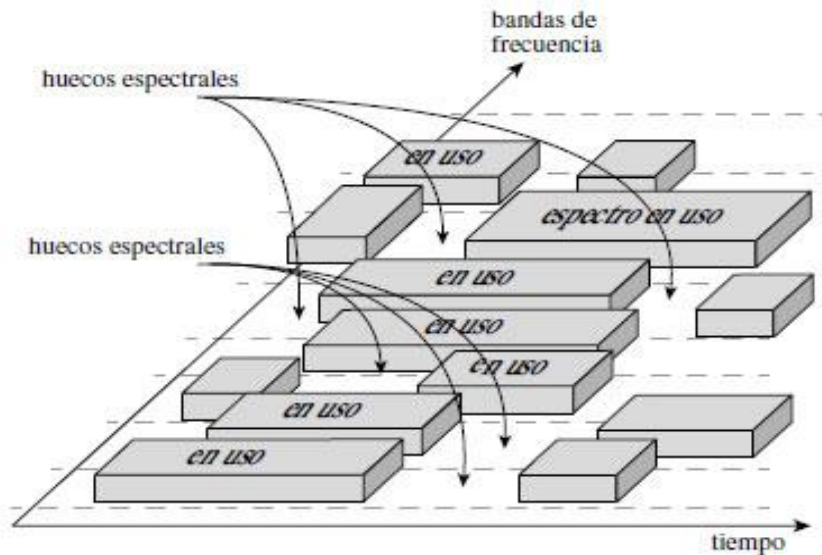 bandas de
frecuencia
huecos espectrales
en uso
espectro en uso
huecos espectrales
en uso
en uso
en uso
en uso
en uso
tiempo